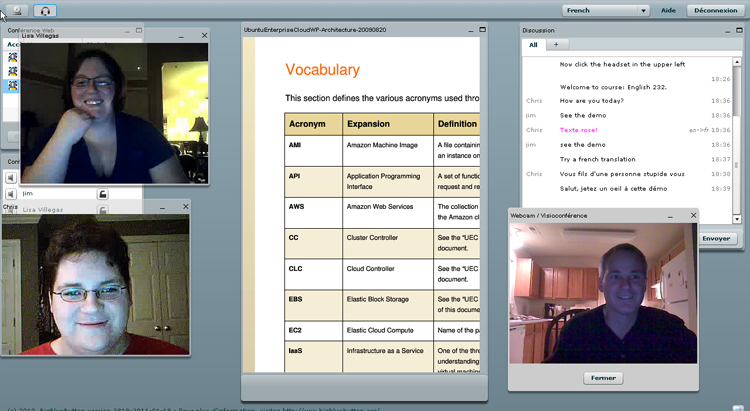 French
Aide
Déconnexion
Conférence Web
Lisa Villegas
jim
Lisa Villegas
Chris
UbuntuEnterpriseCloudWP-Architecture-20090820
Vocabulary
This section defines the various acronyms used thro
Acronym Expansion Definition
AMI Amazon Machine Image A file containin
an instance on
API Application Programming A set of function
Interface request and re
AWS Amazon Web Services The collection
the Amazon cl
CC Cluster Controller See the "UEC
document.
CLC Cloud Controller See the "UEC
document.
EBS Elastic Block Storage See the "UEC
of this docume
EC2 Elastic Cloud Compute Name of the pa
IaaS Infrastructure as a Service One of the thre
understanding
virtual machine
Discussion
All +
Now click the headset in the upper left
18:26
Welcome to course: English 232.
Chris How are you today? 18:36
jim See the demo 18:36
Chris Texte rose! en->fr 18:36
jim see the demo 18:36
Try a french translation 18:37
Chris Vous fils d'une personne stupide vous 18:38
Salut, jetez un oeil à cette démo 18:39
Envoyer
Webcam / Visioconférence
Fermer